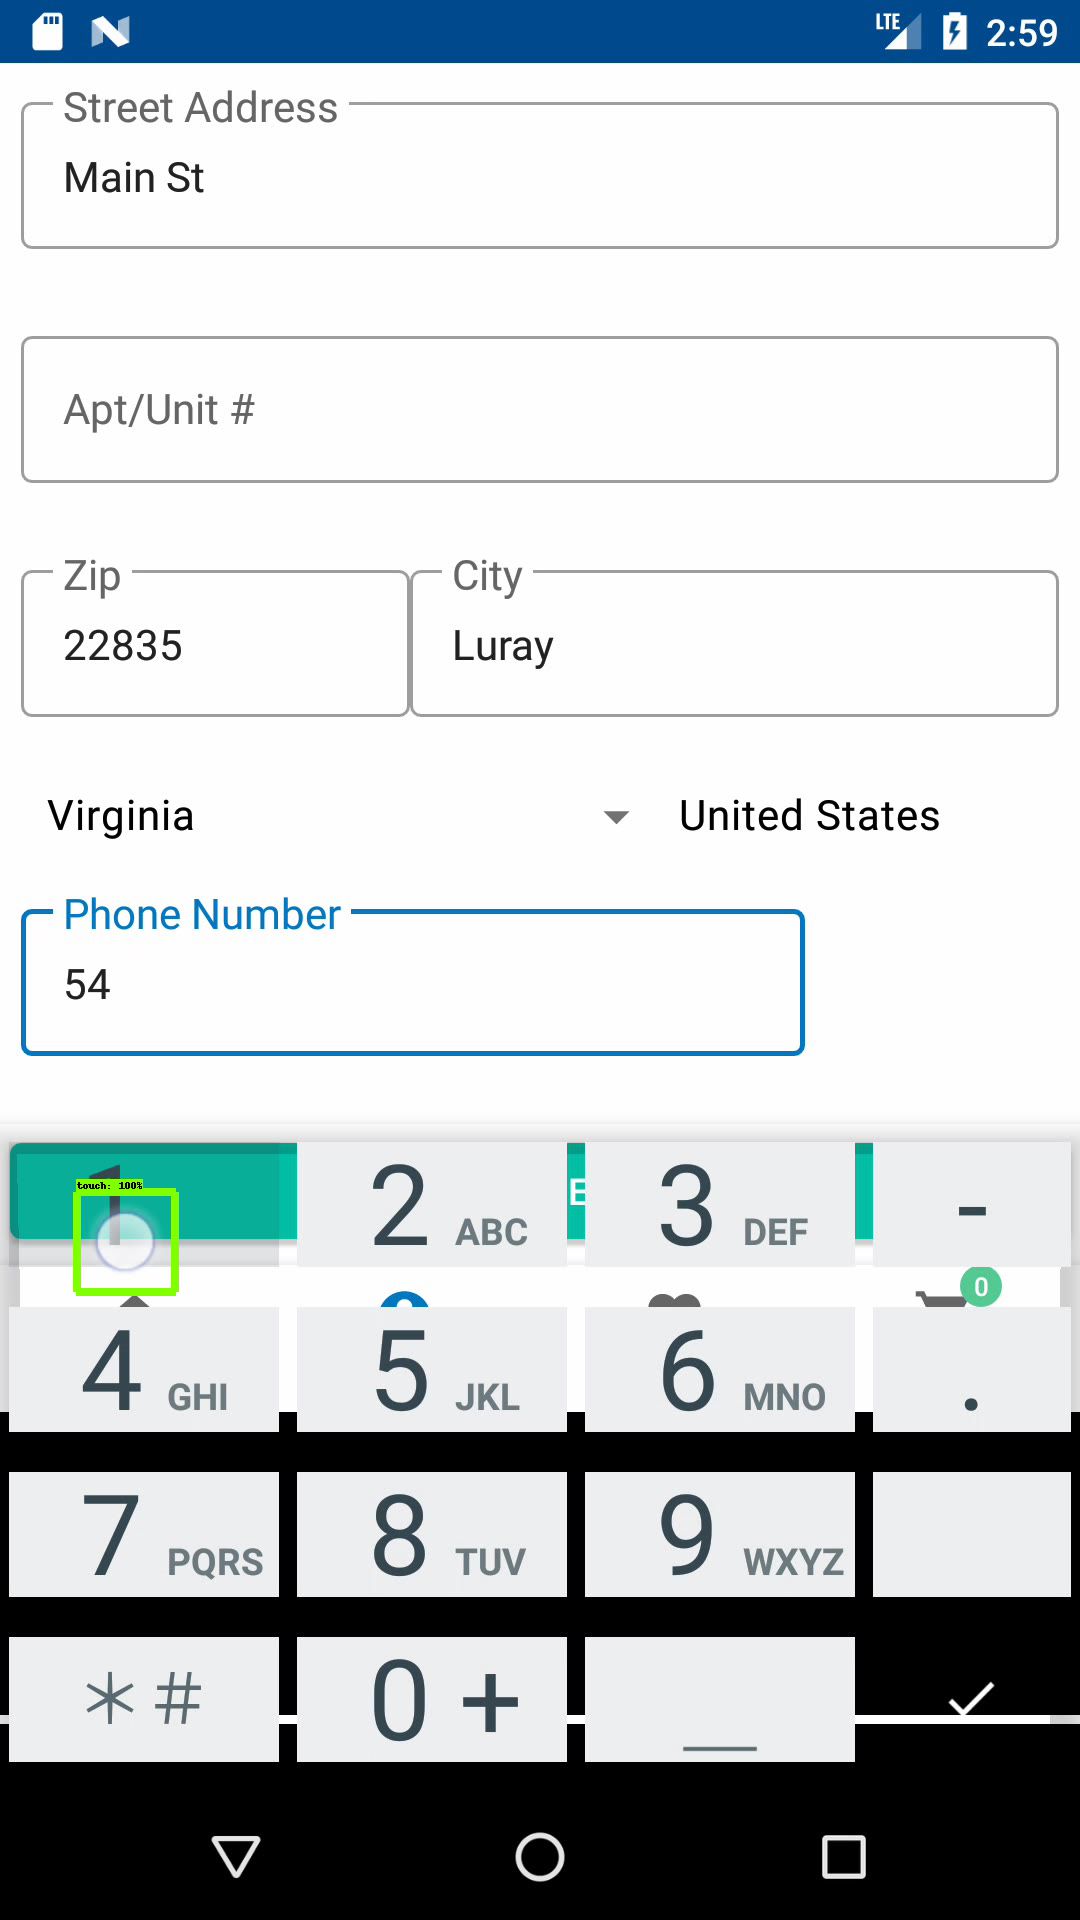 LTE 2:59
Street Address
Main St
Apt/Unit #
Zip City
22835 Luray
Virginia United States
Phone Number
54
1 2 ABC E 3 DEF -
touch: 100%
0
4 GHI 5 JKL 6 MNO .
7 PQRS 8 TUV 9 WXYZ
*# 0 +